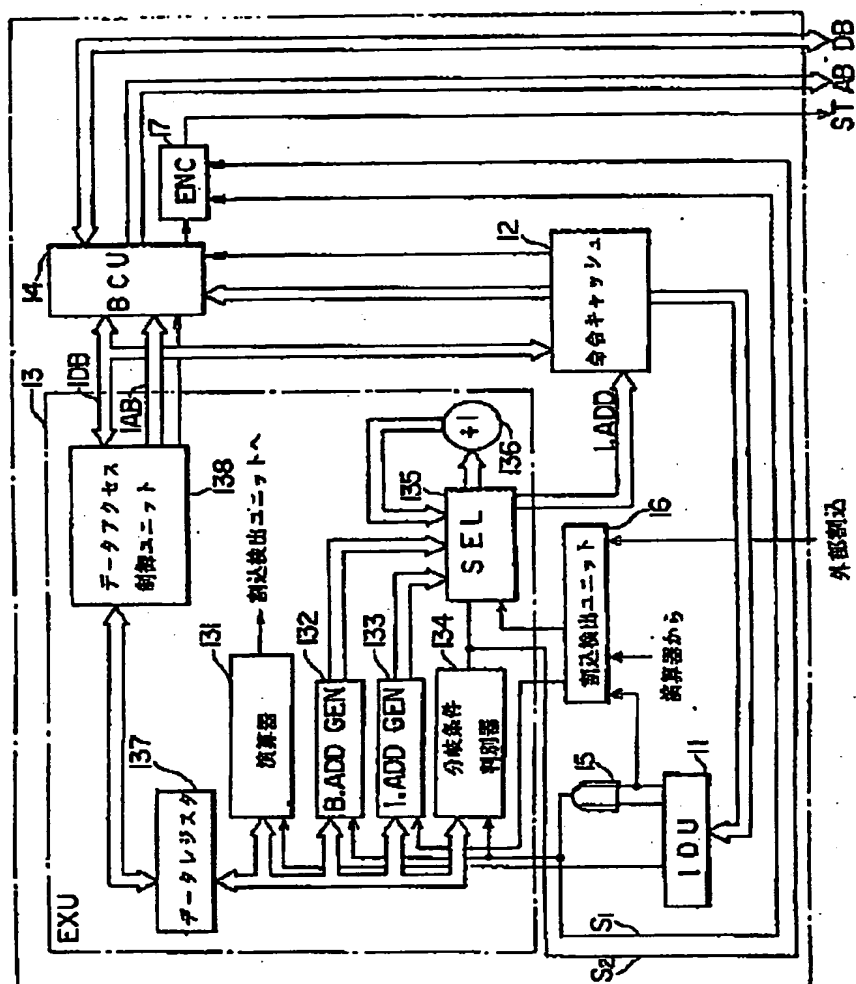 EXU
13
137
データレジスタ
データアクセス
制御ユニット
138
IDB
IAB
14
BCU
17
ENC
DB
AB
ST
131
演算器
割込検出ユニットへ
132
B.ADD GEN
133
I.ADD GEN
134
分岐条件
判別器
135
SEL
+1
136
I.ADD
12
命令キャッシュ
16
割込検出ユニット
演算器から
外部割込
15
11
IDU
S1
S2